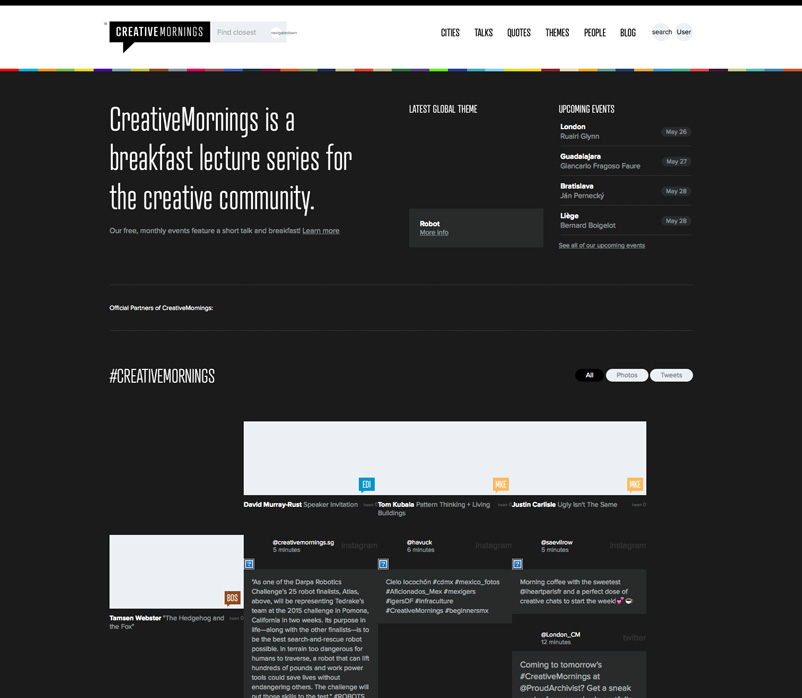 CREATIVEMORNINGS
Find closest
CITIES TALKS QUOTES THEMES PEOPLE BLOG
search User
CreativeMornings is a
breakfast lecture series for
the creative community.
Our free, monthly events feature a short talk and breakfast! Learn more
LATEST GLOBAL THEME
Robot
More info
UPCOMING EVENTS
London
Ruairi Glynn
May 26
Guadalajara
Giancarlo Fragoso Faure
May 27
Bratislava
Ján Pernecký
May 28
Liège
Bernard Boigelot
May 28
See all of our upcoming events
Official Partners of CreativeMornings:
#CREATIVEMORNINGS
All Photos Tweets
EDI
MKE
MKE
David Murray-Rust Speaker Invitation heart 0
Tom Kubala Pattern Thinking + Living
Buildings heart 0
Justin Carlisle Ugly Isn't The Same heart 0
BOS
Tamsen Webster "The Hedgehog and
the Fox" heart 0
@creativemornings.sg
5 minutes
instagram
"As one of the Darpa Robotics
Challenge's 25 robot finalists, Atlas,
above, will be representing Tedrake's
team at the 2015 challenge in Pomona,
California in two weeks. Its purpose in
life—along with the other finalists—is to
be the best search-and-rescue robot
possible. In terrain too dangerous for
humans to traverse, a robot that can lift
hundreds of pounds and work power
tools could save lives without
endangering others. The challenge will
put those skills to the test." #ROBOTS
@havuck
6 minutes
instagram
Cielo locochón #cdmx #mexico_fotos
#Aficionados_Mex #mexigers
#igersDF #Infraculture
#CreativeMornings #beginnersmx
@saevilrow
5 minutes
instagram
Morning coffee with the sweetest
@iheartparisfr and a perfect dose of
creative chats to start the week!💕☕️
@London_CM
12 minutes
twitter
Coming to tomorrow's
#CreativeMornings at
@ProudArchivist? Get a sneak